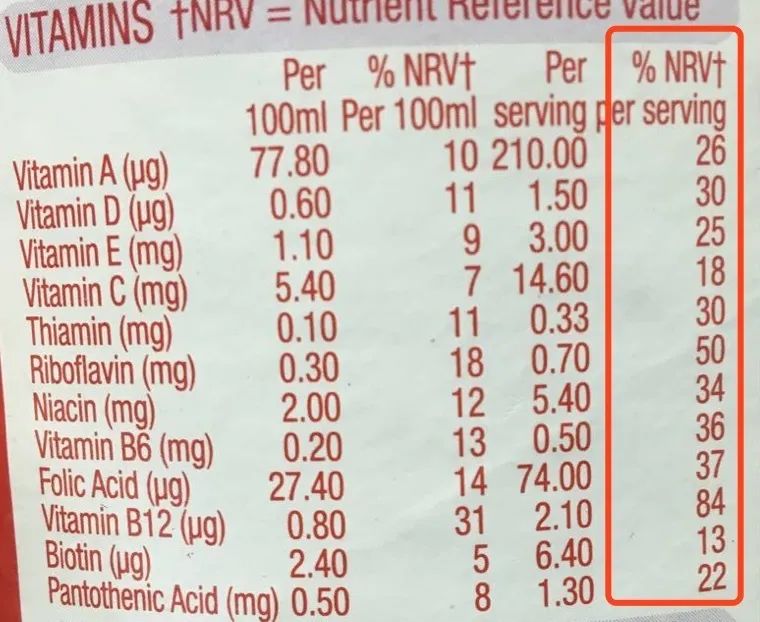 VITAMINS †NRV = Nutrient Reference Value
Per % NRV† Per % NRV†
100ml Per 100ml serving per serving
Vitamin A (µg) 77.80 10 210.00 26
Vitamin D (µg) 0.60 11 1.50 30
Vitamin E (mg) 1.10 9 3.00 25
Vitamin C (mg) 5.40 7 14.60 18
Thiamin (mg) 0.10 11 0.33 30
Riboflavin (mg) 0.30 18 0.70 50
Niacin (mg) 2.00 12 5.40 34
Vitamin B6 (mg) 0.20 13 0.50 36
Folic Acid (µg) 27.40 14 74.00 37
Vitamin B12 (µg) 0.80 31 2.10 84
Biotin (µg) 2.40 5 6.40 13
Pantothenic Acid (mg) 0.50 8 1.30 22